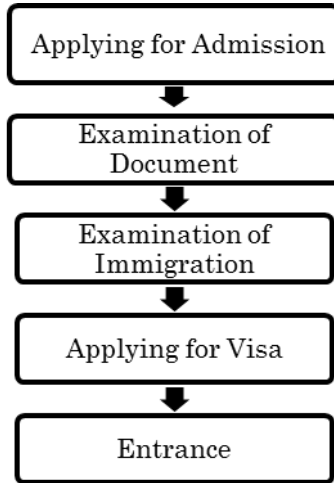 Applying for Admission
Examination of
Document
Examination of
Immigration
Applying for Visa
Entrance